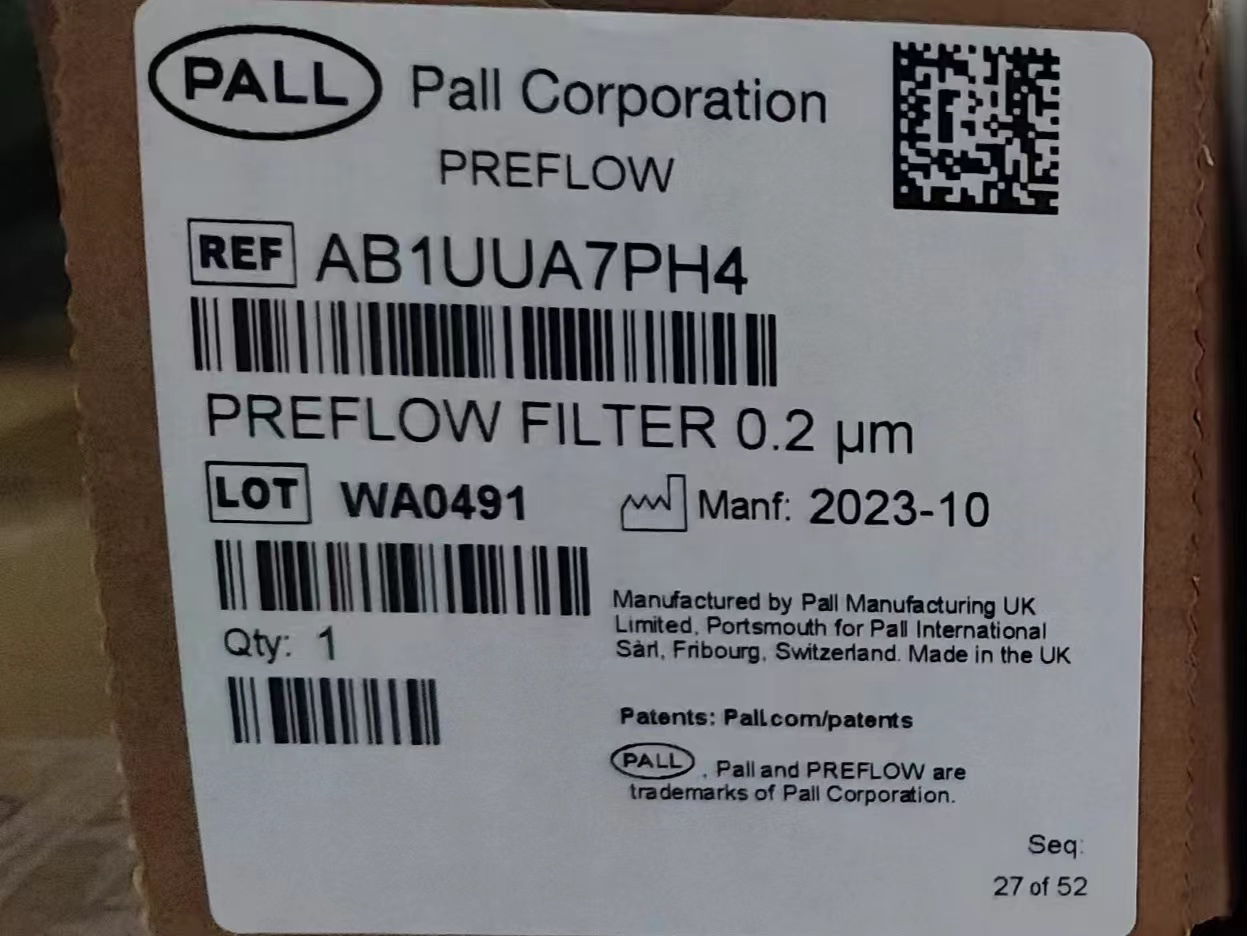 PALL Pall Corporation
PREFLOW
REF AB1UUA7PH4
PREFLOW FILTER 0.2 µm
LOT WA0491 Manf: 2023-10
Manufactured by Pall Manufacturing UK
Limited, Portsmouth for Pall International
Sàrl, Fribourg, Switzerland. Made in the UK
Qty: 1
Patents: Pall.com/patents
PALL , Pall and PREFLOW are
trademarks of Pall Corporation.
Seq:
27 of 52